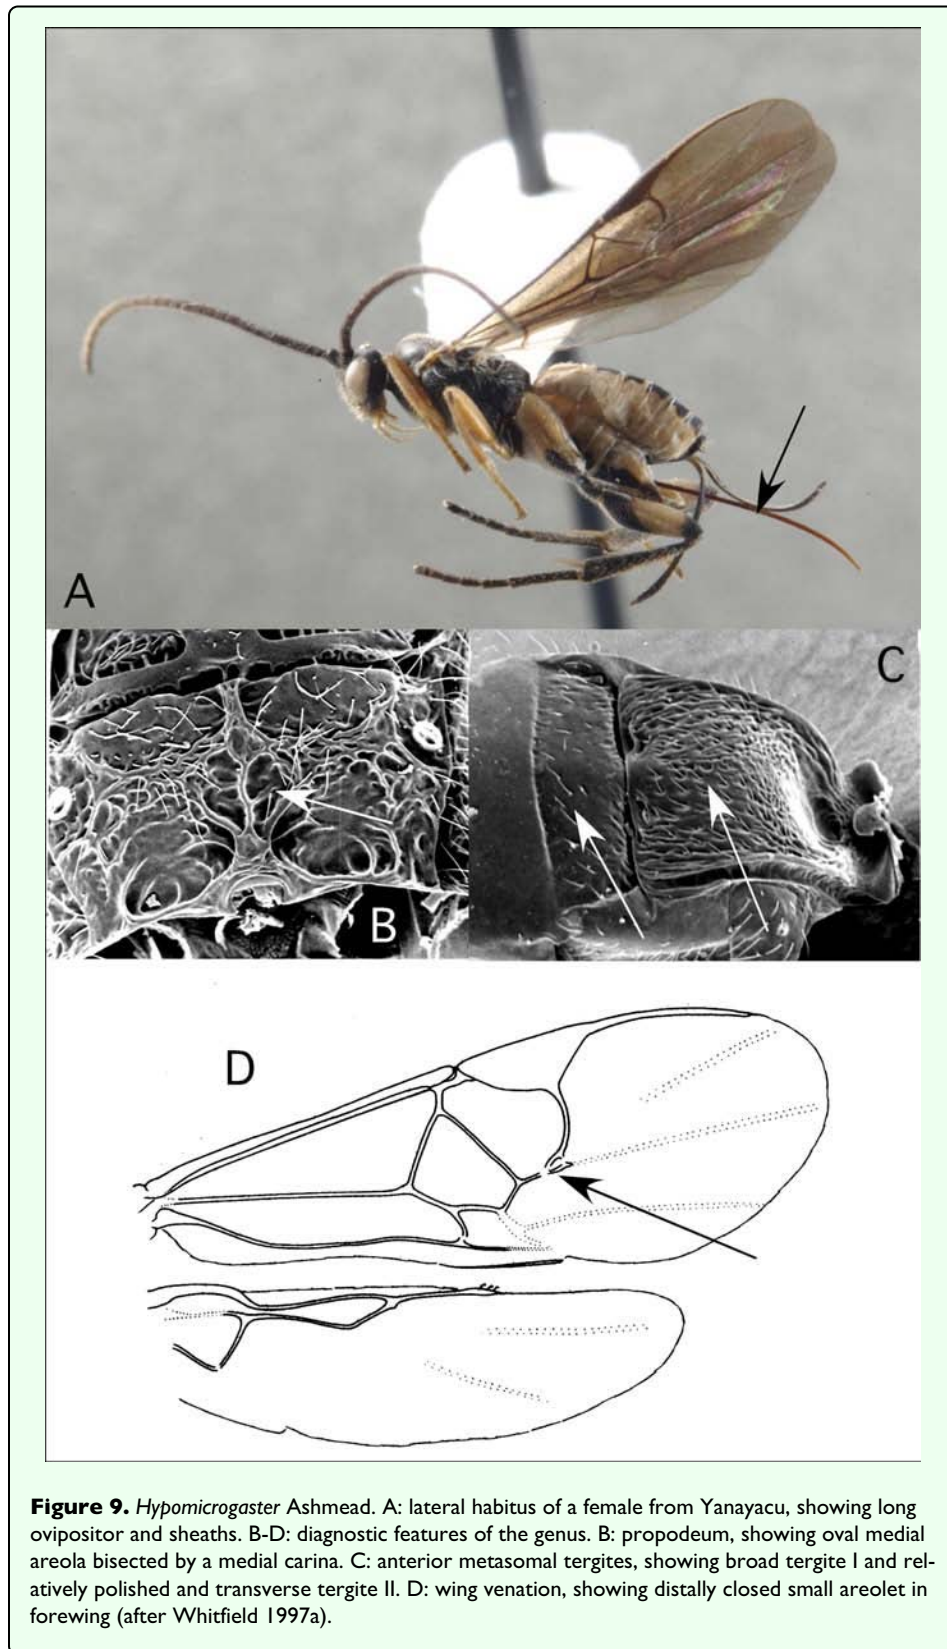 A
B
C
D
Figure 9. Hypomicrogaster Ashmead. A: lateral habitus of a female from Yanayacu, showing long
ovipositor and sheaths. B-D: diagnostic features of the genus. B: propodeum, showing oval medial
areola bisected by a medial carina. C: anterior metasomal tergites, showing broad tergite I and rel-
atively polished and transverse tergite II. D: wing venation, showing distally closed small areolet in
forewing (after Whitfield 1997a).